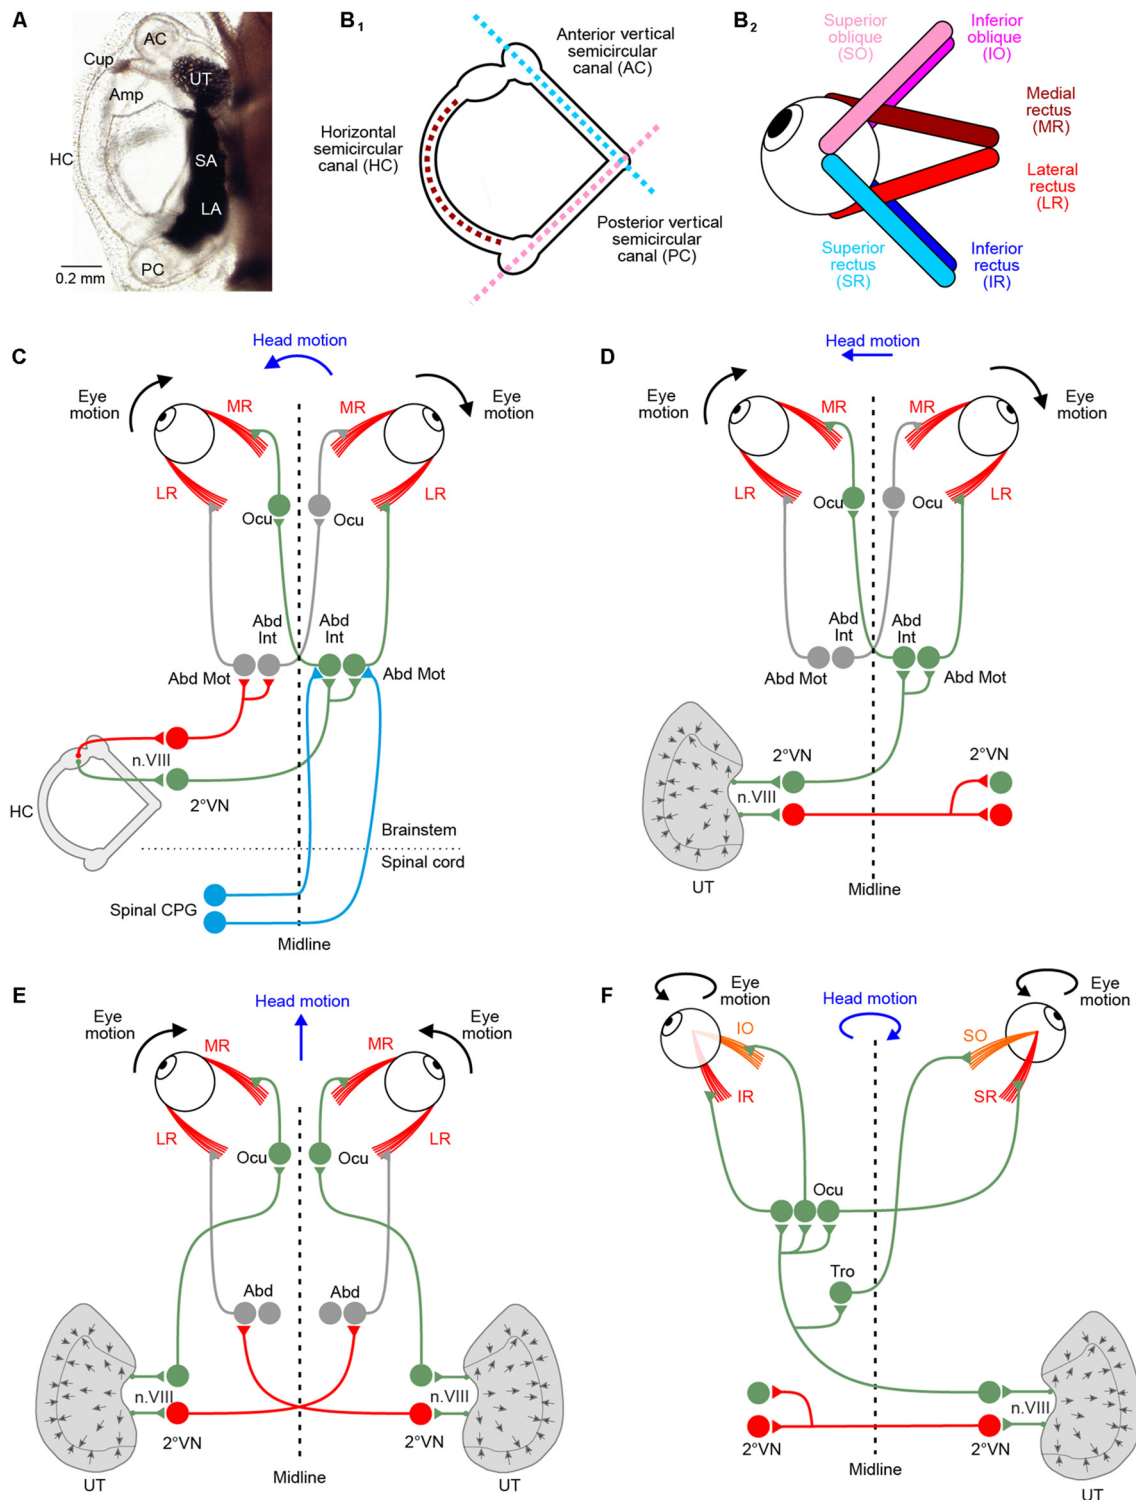 A
AC
Cup
UT
Amp
HC
SA
LA
PC
0.2 mm
B1
Anterior vertical
semicircular
canal (AC)
Horizontal
semicircular
canal (HC)
Posterior vertical
semicircular
canal (PC)
B2
Superior
oblique
(SO)
Inferior
oblique
(IO)
Medial
rectus
(MR)
Lateral
rectus
(LR)
Superior
rectus
(SR)
Inferior
rectus
(IR)
C
Head motion
Eye
motion
MR
MR
Eye
motion
LR
LR
Ocu
Ocu
Abd
Int
Abd
Int
Abd Mot
Abd Mot
n.VIII
HC
2°VN
Brainstem
Spinal cord
Spinal CPG
Midline
D
Head motion
Eye
motion
MR
MR
Eye
motion
LR
LR
Ocu
Ocu
Abd
Int
Abd
Int
Abd Mot
Abd Mot
2°VN
2°VN
n.VIII
UT
Midline
E
Head motion
Eye
motion
MR
MR
Eye
motion
LR
LR
Ocu
Ocu
Abd
Abd
n.VIII
n.VIII
2°VN
2°VN
UT
Midline
UT
F
Eye
motion
Head motion
Eye
motion
IO
SO
IR
SR
Ocu
Tro
n.VIII
2°VN
2°VN
Midline
UT